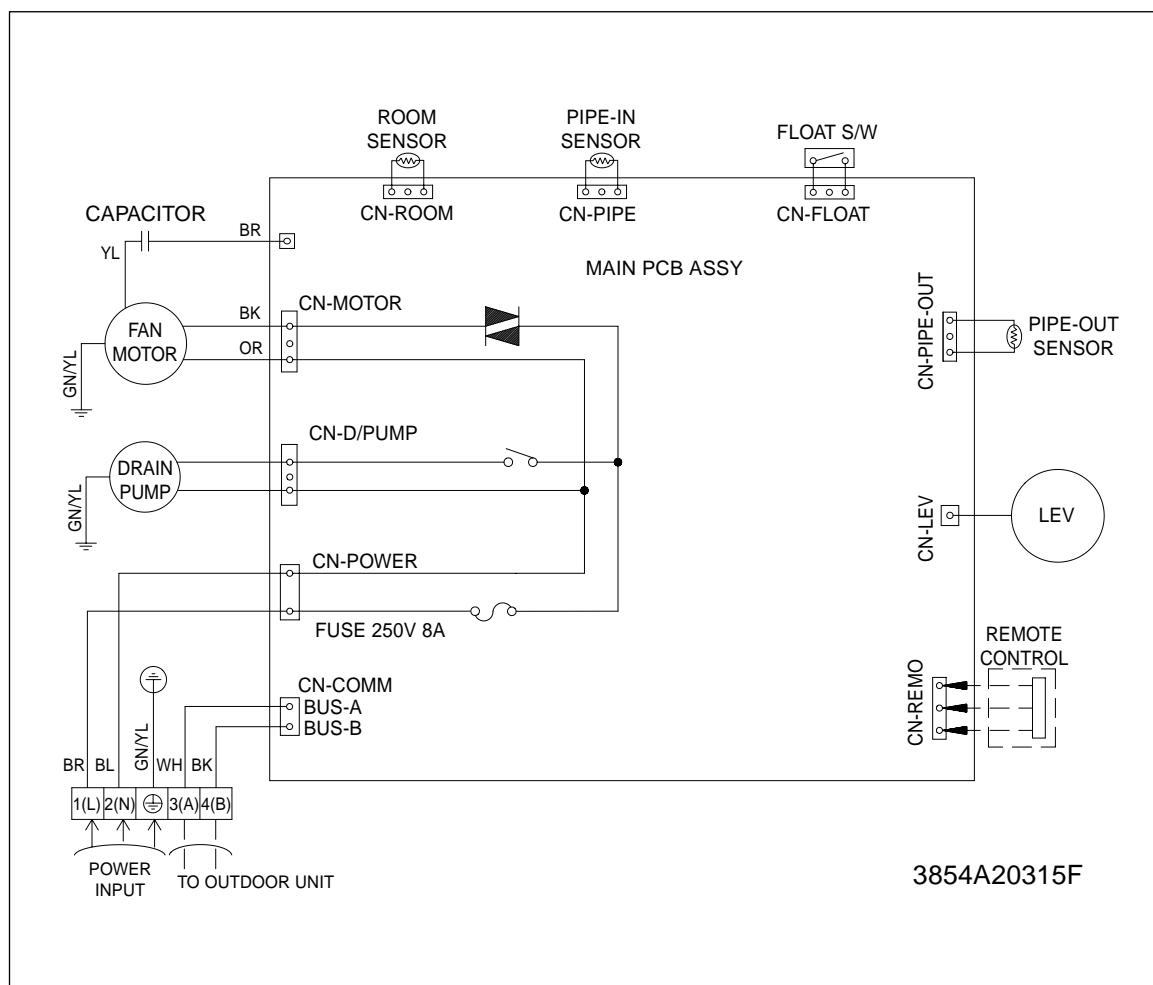 ROOM
SENSOR
PIPE-IN
SENSOR
FLOAT S/W
CN-ROOM
CN-PIPE
CN-FLOAT
CAPACITOR
BR
YL
MAIN PCB ASSY
CN-MOTOR
BK
OR
FAN
MOTOR
GN/YL
CN-PIPE-OUT
PIPE-OUT
SENSOR
CN-D/PUMP
DRAIN
PUMP
GN/YL
CN-LEV
LEV
CN-POWER
FUSE 250V 8A
REMOTE
CONTROL
CN-REMO
CN-COMM
BUS-A
BUS-B
BR BL GN/YL WH BK
1(L) 2(N) 3(A) 4(B)
POWER
INPUT
TO OUTDOOR UNIT
3854A20315F